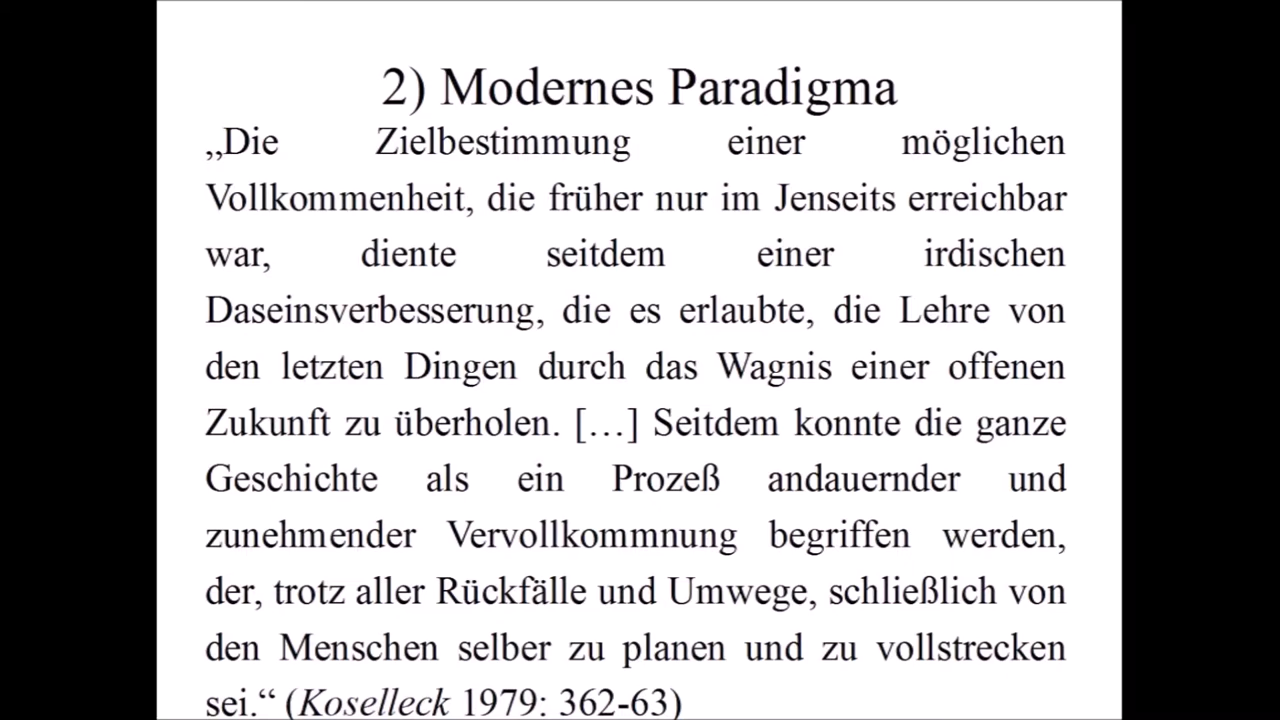 2) Modernes Paradigma
„Die Zielbestimmung einer möglichen
Vollkommenheit, die früher nur im Jenseits erreichbar
war, diente seitdem einer irdischen
Daseinsverbesserung, die es erlaubte, die Lehre von
den letzten Dingen durch das Wagnis einer offenen
Zukunft zu überholen. […] Seitdem konnte die ganze
Geschichte als ein Prozeß andauernder und
zunehmender Vervollkommnung begriffen werden,
der, trotz aller Rückfälle und Umwege, schließlich von
den Menschen selber zu planen und zu vollstrecken
sei.“ (Koselleck 1979: 362-63)